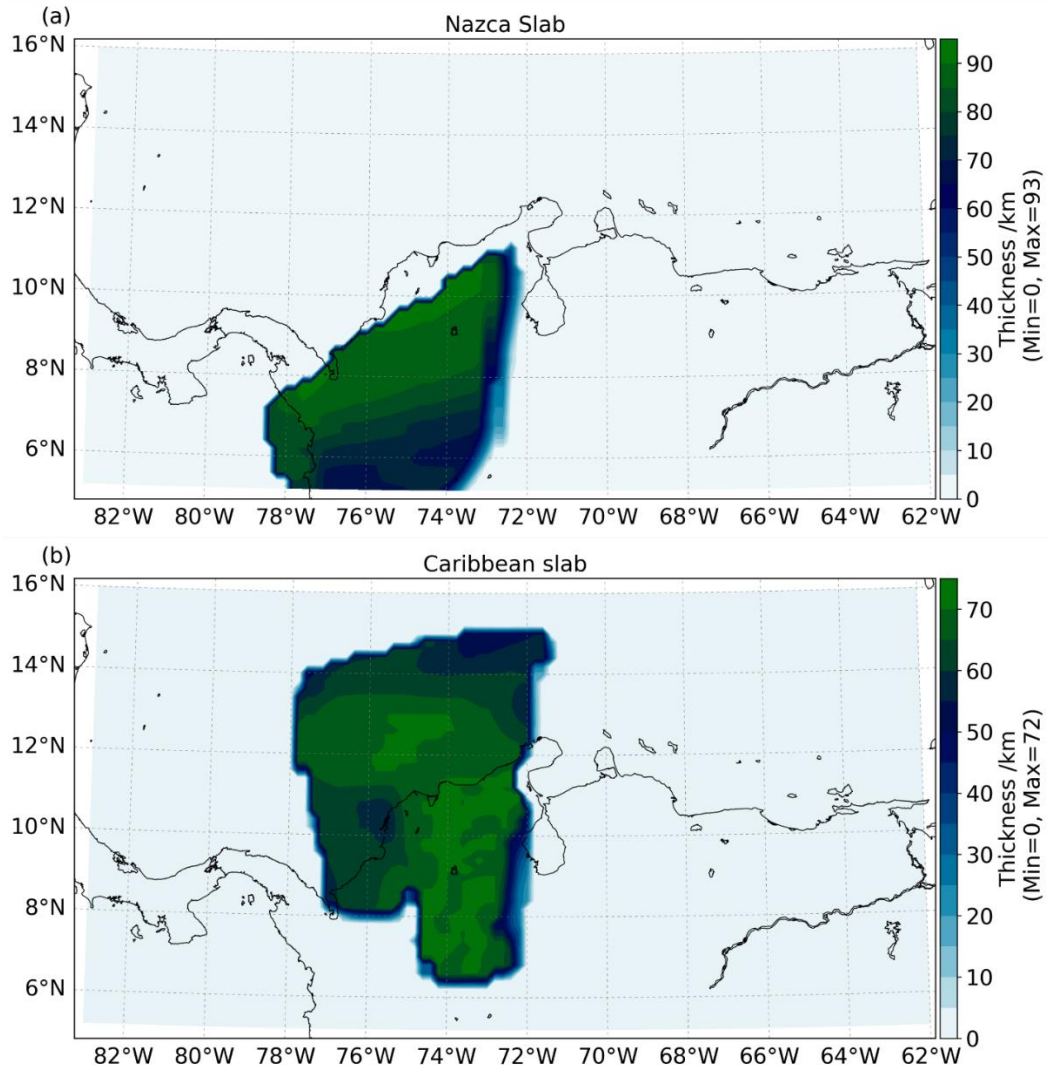 (a)
Nazca Slab
16°N
14°N
12°N
10°N
8°N
6°N
82°W 80°W 78°W 76°W 74°W 72°W 70°W 68°W 66°W 64°W 62°W
90
80
70
60
50
40
30
20
10
0
Thickness /km
(Min=0, Max=93)
(b)
Caribbean slab
16°N
14°N
12°N
10°N
8°N
6°N
82°W 80°W 78°W 76°W 74°W 72°W 70°W 68°W 66°W 64°W 62°W
70
60
50
40
30
20
10
0
Thickness /km
(Min=0, Max=72)